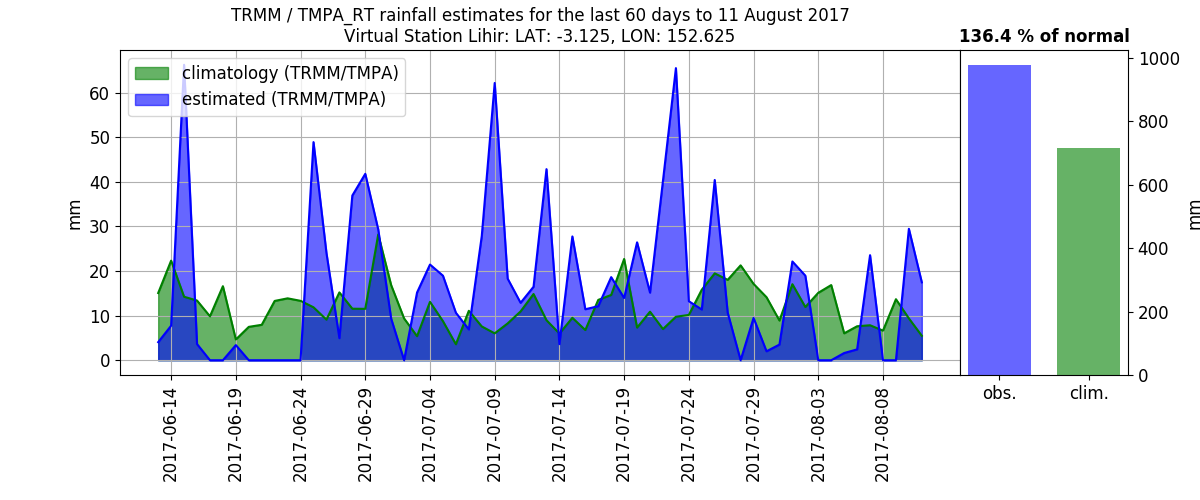 TRMM / TMPA_RT rainfall estimates for the last 60 days to 11 August 2017
Virtual Station Lihir: LAT: -3.125, LON: 152.625
136.4 % of normal
climatology (TRMM/TMPA)
estimated (TRMM/TMPA)
60
50
40
30
20
10
0
mm
2017-06-14
2017-06-19
2017-06-24
2017-06-29
2017-07-04
2017-07-09
2017-07-14
2017-07-19
2017-07-24
2017-07-29
2017-08-03
2017-08-08
1000
800
600
400
200
0
mm
obs.
clim.